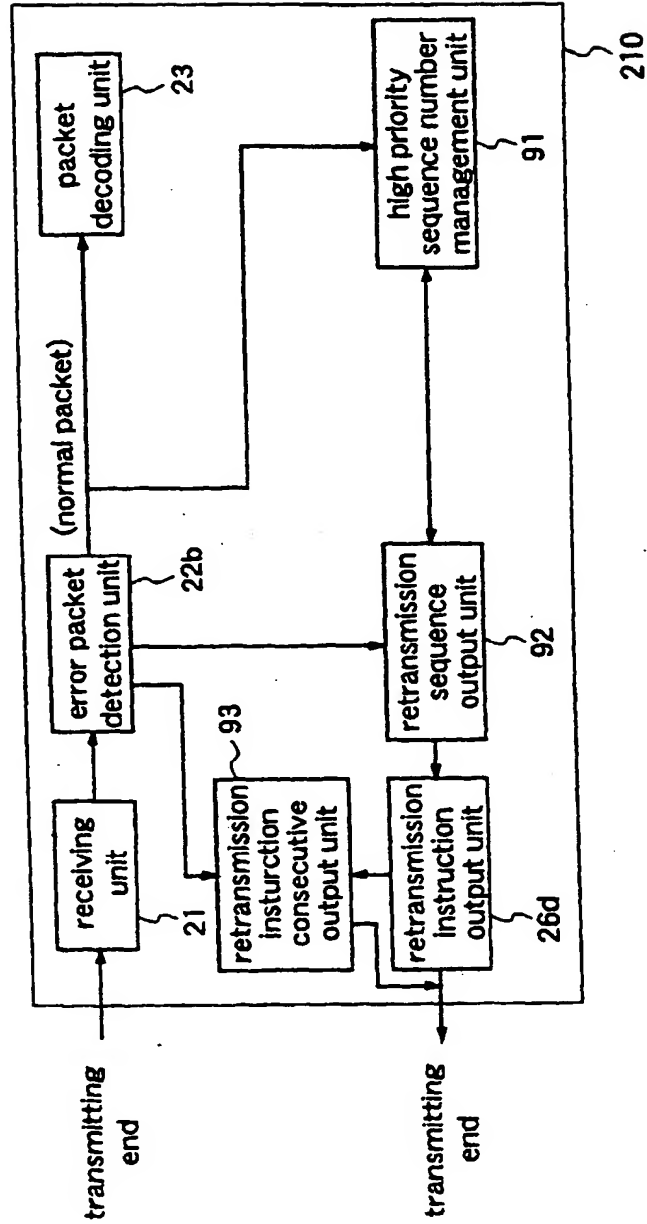 transmitting
end
receiving
unit
21
error packet
detection unit
22b
(normal packet)
packet
decoding unit
23
retransmission
insturction
consecutive
output unit
93
transmitting
end
retransmission
instruction
output unit
26d
retransmission
sequence
output unit
92
high priority
sequence number
management unit
91
210